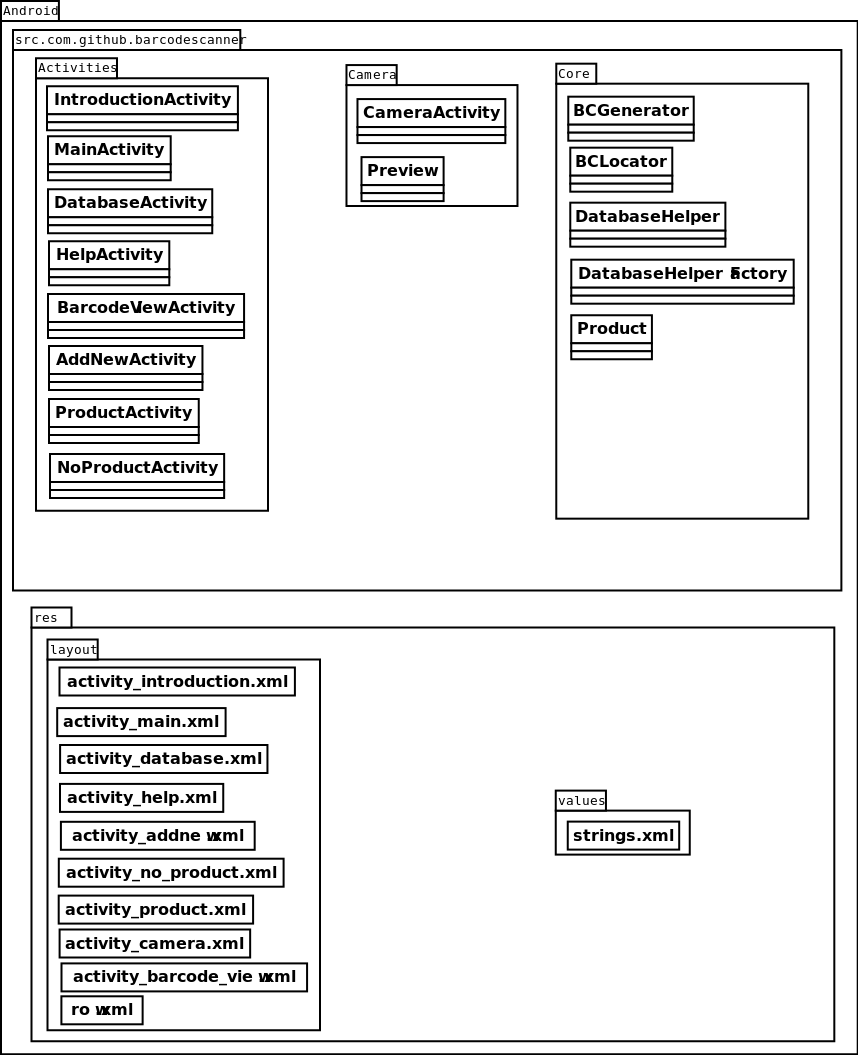 Android
src.com.github.barcodescanner
Activities
IntroductionActivity
MainActivity
DatabaseActivity
HelpActivity
BarcodeViewActivity
AddNewActivity
ProductActivity
NoProductActivity
Camera
CameraActivity
Preview
Core
BCGenerator
BCLocator
DatabaseHelper
DatabaseHelper Factory
Product
res
layout
activity_introduction.xml
activity_main.xml
activity_database.xml
activity_help.xml
activity_addnew.xml
activity_no_product.xml
activity_product.xml
activity_camera.xml
activity_barcode_view.xml
row.xml
values
strings.xml